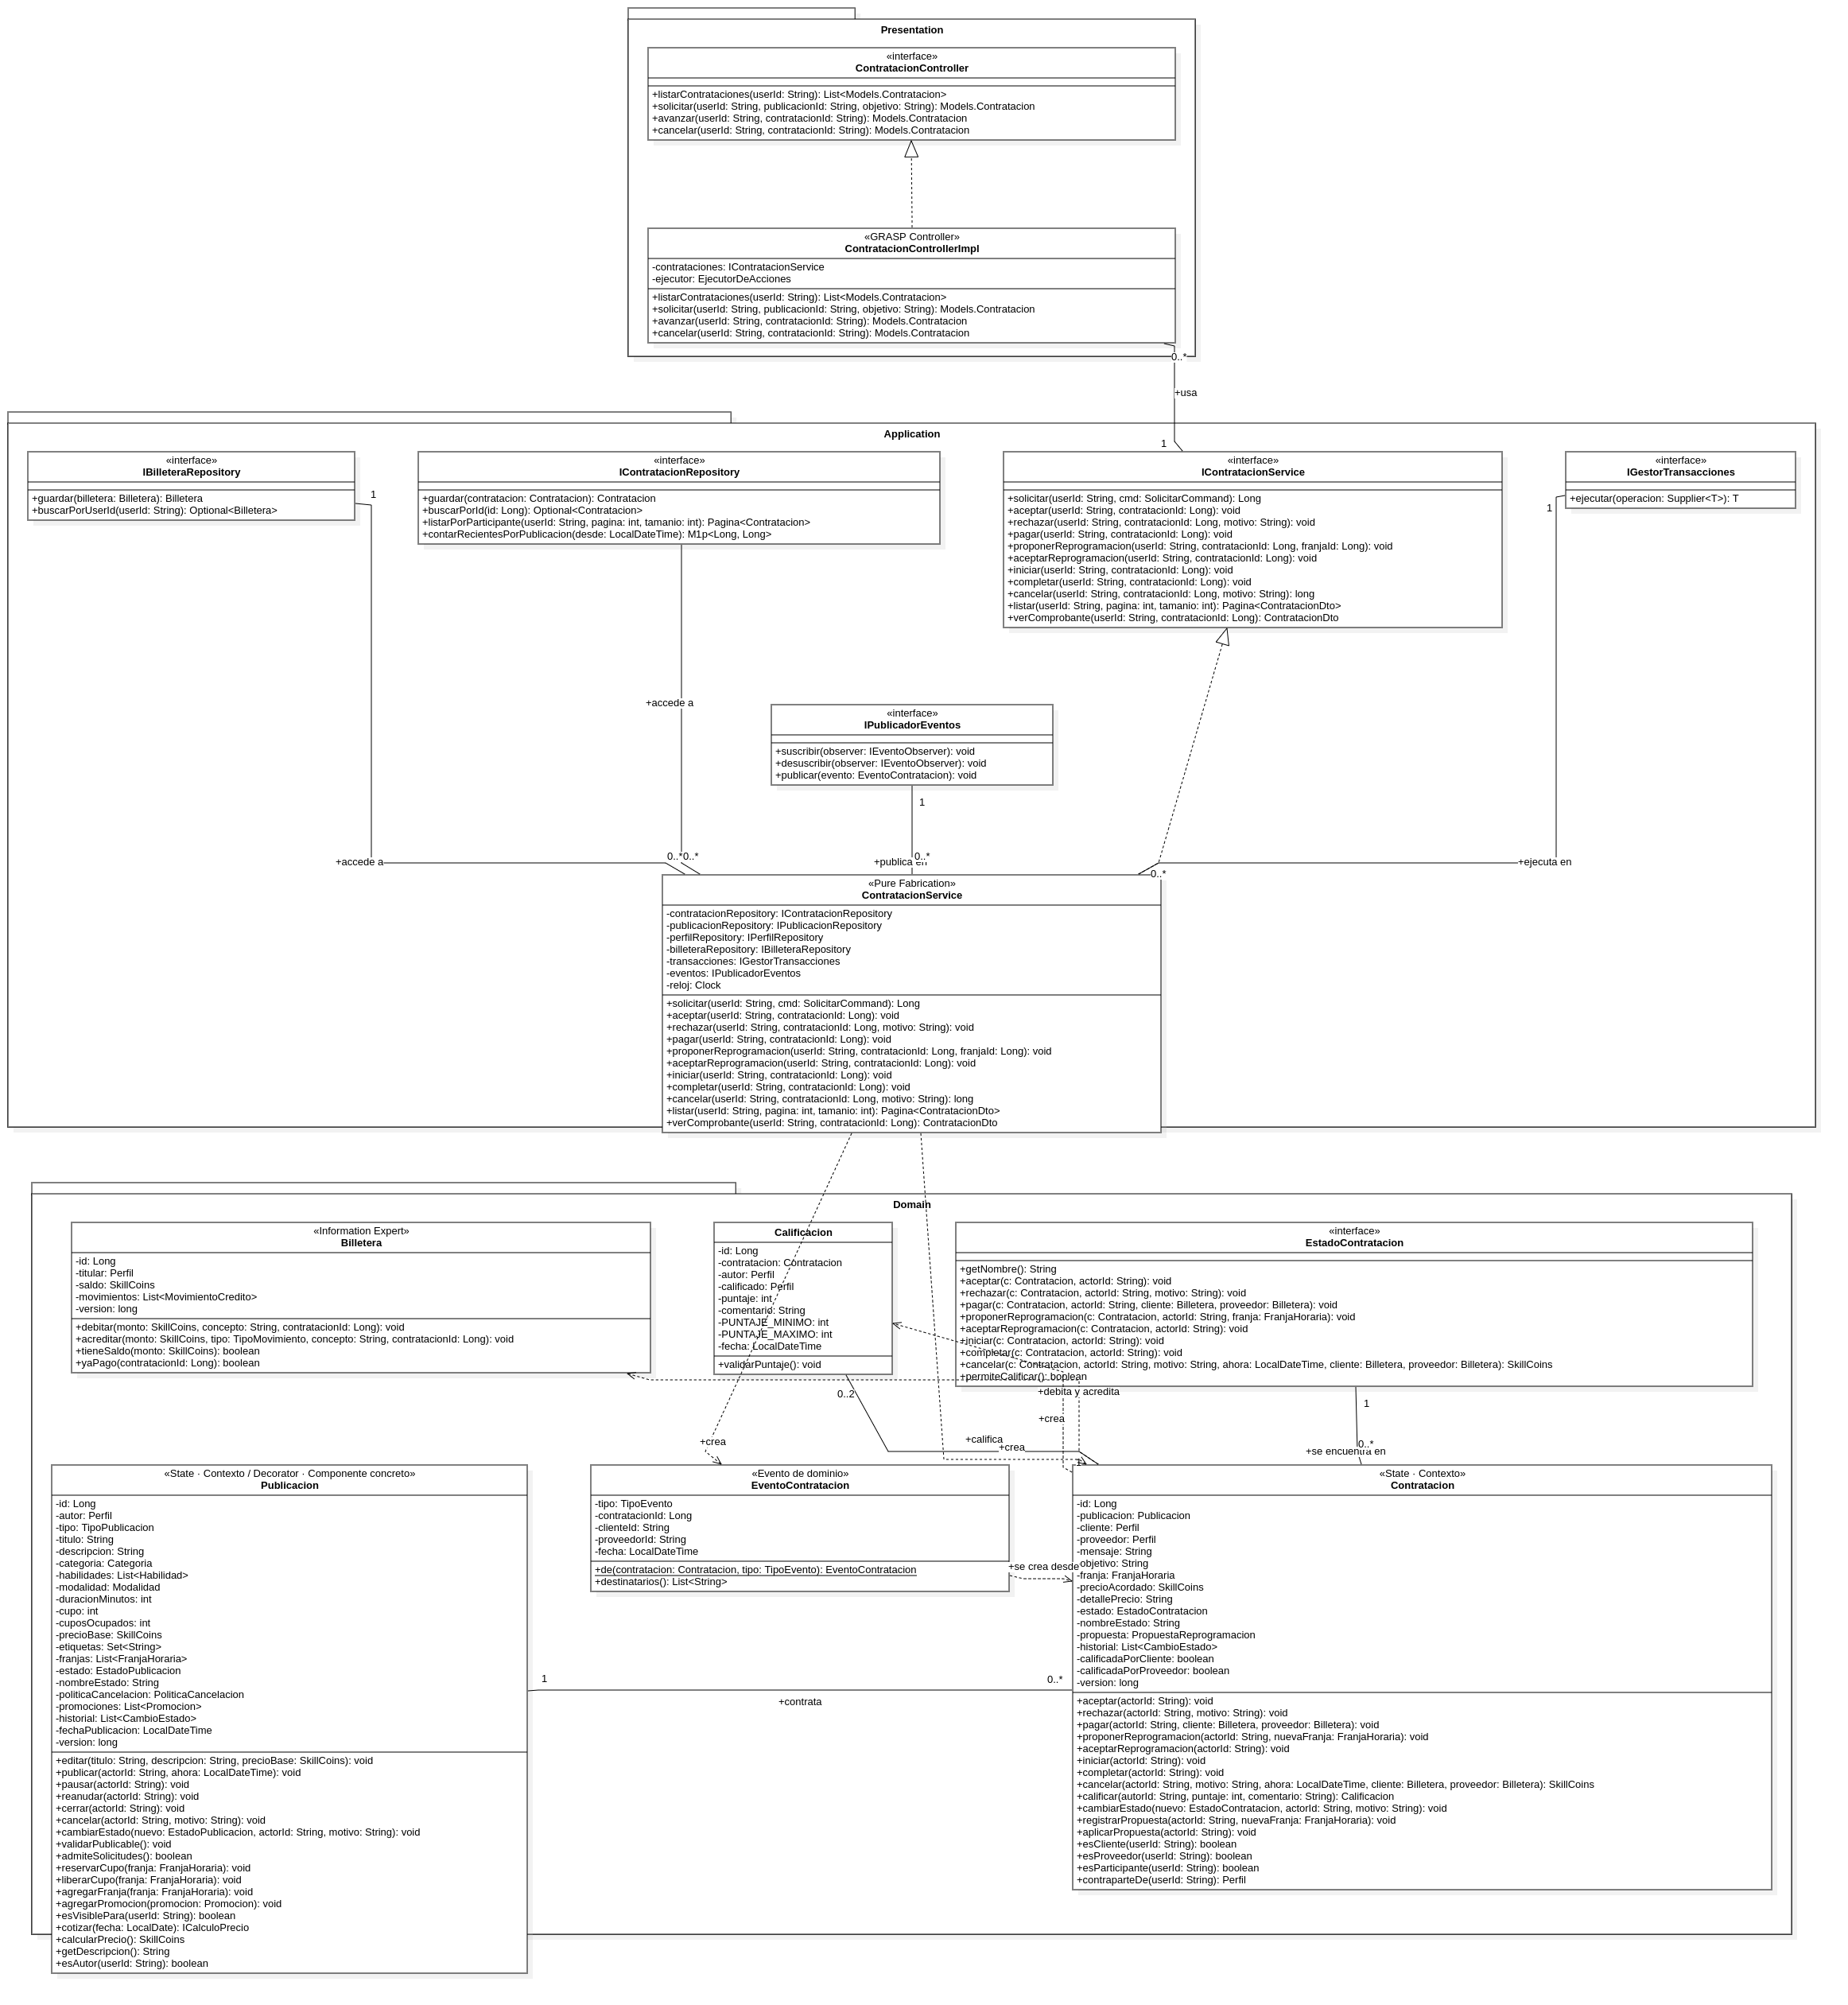 Presentation
«interface»
ContratacionController
+listarContrataciones(userId: String): List<Models.Contratacion>
+solicitar(userId: String, publicacionId: String, objetivo: String): Models.Contratacion
+avanzar(userId: String, contratacionId: String): Models.Contratacion
+cancelar(userId: String, contratacionId: String): Models.Contratacion
«GRASP Controller»
ContratacionControllerImpl
-contrataciones: IContratacionService
-ejecutor: EjecutorDeAcciones
+listarContrataciones(userId: String): List<Models.Contratacion>
+solicitar(userId: String, publicacionId: String, objetivo: String): Models.Contratacion
+avanzar(userId: String, contratacionId: String): Models.Contratacion
+cancelar(userId: String, contratacionId: String): Models.Contratacion
0..*
+usa
1
Application
«interface»
IBilleteraRepository
+guardar(billetera: Billetera): Billetera
+buscarPorUserId(userId: String): Optional<Billetera>
1
«interface»
IContratacionRepository
+guardar(contratacion: Contratacion): Contratacion
+buscarPorId(id: Long): Optional<Contratacion>
+listarPorParticipante(userId: String, pagina: int, tamanio: int): Pagina<Contratacion>
+contarRecientesPorPublicacion(desde: LocalDateTime): M1p<Long, Long>
«interface»
IContratacionService
+solicitar(userId: String, cmd: SolicitarCommand): Long
+aceptar(userId: String, contratacionId: Long): void
+rechazar(userId: String, contratacionId: Long, motivo: String): void
+pagar(userId: String, contratacionId: Long): void
+proponerReprogramacion(userId: String, contratacionId: Long, franjaId: Long): void
+aceptarReprogramacion(userId: String, contratacionId: Long): void
+iniciar(userId: String, contratacionId: Long): void
+completar(userId: String, contratacionId: Long): void
+cancelar(userId: String, contratacionId: Long, motivo: String): long
+listar(userId: String, pagina: int, tamanio: int): Pagina<ContratacionDto>
+verComprobante(userId: String, contratacionId: Long): ContratacionDto
«interface»
IGestorTransacciones
+ejecutar(operacion: Supplier<T>): T
1
+accede a
«interface»
IPublicadorEventos
+suscribir(observer: IEventoObserver): void
+desuscribir(observer: IEventoObserver): void
+publicar(evento: EventoContratacion): void
1
+accede a
0..*
0..*
+publica en
0..*
+ejecuta en
0..*
«Pure Fabrication»
ContratacionService
-contratacionRepository: IContratacionRepository
-publicacionRepository: IPublicacionRepository
-perfilRepository: IPerfilRepository
-billeteraRepository: IBilleteraRepository
-transacciones: IGestorTransacciones
-eventos: IPublicadorEventos
-reloj: Clock
+solicitar(userId: String, cmd: SolicitarCommand): Long
+aceptar(userId: String, contratacionId: Long): void
+rechazar(userId: String, contratacionId: Long, motivo: String): void
+pagar(userId: String, contratacionId: Long): void
+proponerReprogramacion(userId: String, contratacionId: Long, franjaId: Long): void
+aceptarReprogramacion(userId: String, contratacionId: Long): void
+iniciar(userId: String, contratacionId: Long): void
+completar(userId: String, contratacionId: Long): void
+cancelar(userId: String, contratacionId: Long, motivo: String): long
+listar(userId: String, pagina: int, tamanio: int): Pagina<ContratacionDto>
+verComprobante(userId: String, contratacionId: Long): ContratacionDto
Domain
«Information Expert»
Billetera
-id: Long
-titular: Perfil
-saldo: SkillCoins
-movimientos: List<MovimientoCredito>
-version: long
+debitar(monto: SkillCoins, concepto: String, contratacionId: Long): void
+acreditar(monto: SkillCoins, tipo: TipoMovimiento, concepto: String, contratacionId: Long): void
+tieneSaldo(monto: SkillCoins): boolean
+yaPago(contratacionId: Long): boolean
Calificacion
-id: Long
-contratacion: Contratacion
-autor: Perfil
-calificado: Perfil
-puntaje: int
-comentario: String
-PUNTAJE_MINIMO: int
-PUNTAJE_MAXIMO: int
-fecha: LocalDateTime
+validarPuntaje(): void
«interface»
EstadoContratacion
+getNombre(): String
+aceptar(c: Contratacion, actorId: String): void
+rechazar(c: Contratacion, actorId: String, motivo: String): void
+pagar(c: Contratacion, actorId: String, cliente: Billetera, proveedor: Billetera): void
+proponerReprogramacion(c: Contratacion, actorId: String, franja: FranjaHoraria): void
+aceptarReprogramacion(c: Contratacion, actorId: String): void
+iniciar(c: Contratacion, actorId: String): void
+completar(c: Contratacion, actorId: String): void
+cancelar(c: Contratacion, actorId: String, motivo: String, ahora: LocalDateTime, cliente: Billetera, proveedor: Billetera): SkillCoins
+permiteCalificar(): boolean
0..2
+debita y acredita
1
+crea
+crea
+califica
+crea
0..*
+se encuentra en
1
«State · Contexto / Decorator · Componente concreto»
Publicacion
-id: Long
-autor: Perfil
-tipo: TipoPublicacion
-titulo: String
-descripcion: String
-categoria: Categoria
-habilidades: List<Habilidad>
-modalidad: Modalidad
-duracionMinutos: int
-cupo: int
-cuposOcupados: int
-precioBase: SkillCoins
-etiquetas: Set<String>
-franjas: List<FranjaHoraria>
-estado: EstadoPublicacion
-nombreEstado: String
-politicaCancelacion: PoliticaCancelacion
-promociones: List<Promocion>
-historial: List<CambioEstado>
-fechaPublicacion: LocalDateTime
-version: long
+editar(titulo: String, descripcion: String, precioBase: SkillCoins): void
+publicar(actorId: String, ahora: LocalDateTime): void
+pausar(actorId: String): void
+reanudar(actorId: String): void
+cerrar(actorId: String): void
+cancelar(actorId: String, motivo: String): void
+cambiarEstado(nuevo: EstadoPublicacion, actorId: String, motivo: String): void
+validarPublicable(): void
+admiteSolicitudes(): boolean
+reservarCupo(franja: FranjaHoraria): void
+liberarCupo(franja: FranjaHoraria): void
+agregarFranja(franja: FranjaHoraria): void
+agregarPromocion(promocion: Promocion): void
+esVisiblePara(userId: String): boolean
+cotizar(fecha: LocalDate): ICalculoPrecio
+calcularPrecio(): SkillCoins
+getDescripcion(): String
+esAutor(userId: String): boolean
«Evento de dominio»
EventoContratacion
-tipo: TipoEvento
-contratacionId: Long
-clienteId: String
-proveedorId: String
-fecha: LocalDateTime
+de(contratacion: Contratacion, tipo: TipoEvento): EventoContratacion
+destinatarios(): List<String>
+se crea desde
1
0..*
+contrata
«State · Contexto»
Contratacion
-id: Long
-publicacion: Publicacion
-cliente: Perfil
-proveedor: Perfil
-mensaje: String
-objetivo: String
-franja: FranjaHoraria
-precioAcordado: SkillCoins
-detallePrecio: String
-estado: EstadoContratacion
-nombreEstado: String
-propuesta: PropuestaReprogramacion
-historial: List<CambioEstado>
-calificadaPorCliente: boolean
-calificadaPorProveedor: boolean
-version: long
+aceptar(actorId: String): void
+rechazar(actorId: String, motivo: String): void
+pagar(actorId: String, cliente: Billetera, proveedor: Billetera): void
+proponerReprogramacion(actorId: String, nuevaFranja: FranjaHoraria): void
+aceptarReprogramacion(actorId: String): void
+iniciar(actorId: String): void
+completar(actorId: String): void
+cancelar(actorId: String, motivo: String, ahora: LocalDateTime, cliente: Billetera, proveedor: Billetera): SkillCoins
+calificar(autorId: String, puntaje: int, comentario: String): Calificacion
+cambiarEstado(nuevo: EstadoContratacion, actorId: String, motivo: String): void
+registrarPropuesta(actorId: String, nuevaFranja: FranjaHoraria): void
+aplicarPropuesta(actorId: String): void
+esCliente(userId: String): boolean
+esProveedor(userId: String): boolean
+esParticipante(userId: String): boolean
+contraparteDe(userId: String): Perfil